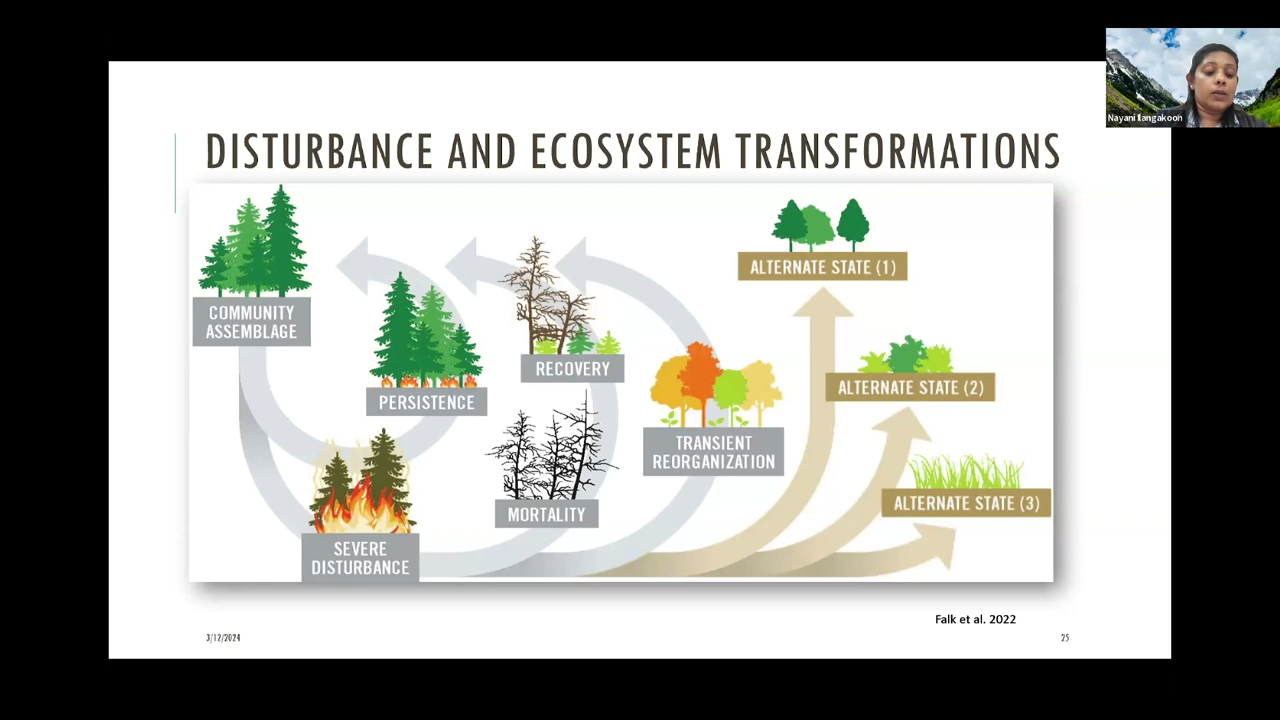 Nayani Ilangakoon
DISTURBANCE AND ECOSYSTEM TRANSFORMATIONS
COMMUNITY
ASSEMBLAGE
PERSISTENCE
SEVERE
DISTURBANCE
RECOVERY
MORTALITY
TRANSIENT
REORGANIZATION
ALTERNATE STATE (1)
ALTERNATE STATE (2)
ALTERNATE STATE (3)
Falk et al. 2022
3/12/2024
25